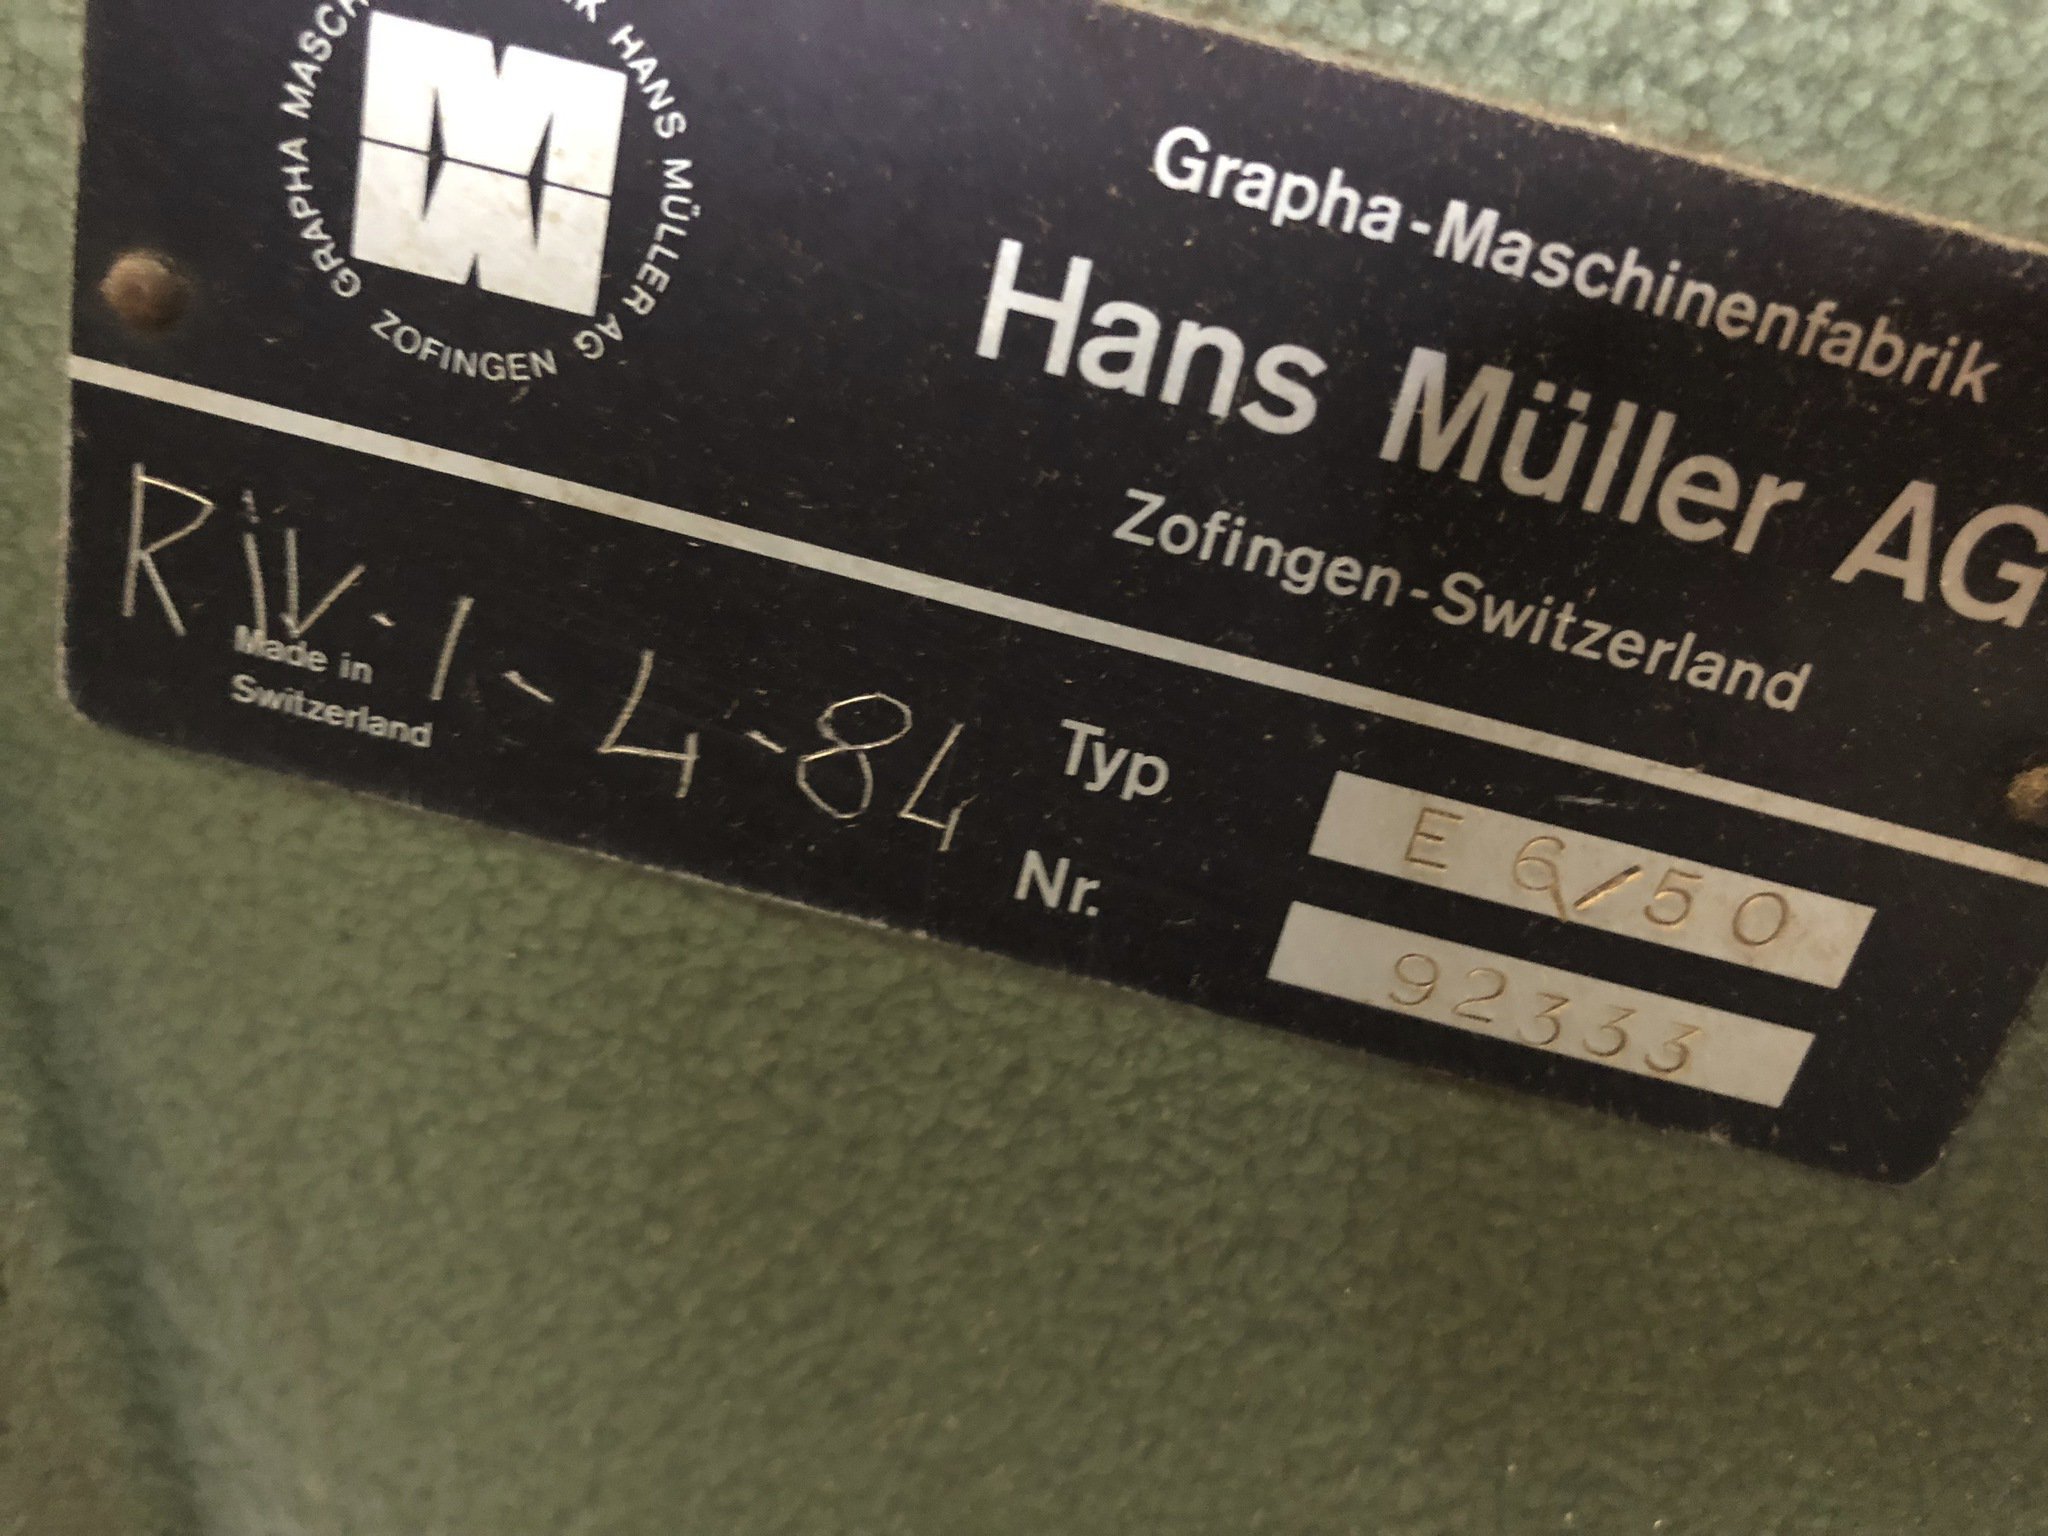 GRAPHA MASCH
K HANS MÜLLER AG
ZOFINGEN
Grapha-Maschinenfabrik
Hans Müller AG
Zofingen-Switzerland
Riv-1-4-84
Made in
Switzerland
Typ E 6/50
Nr. 92333